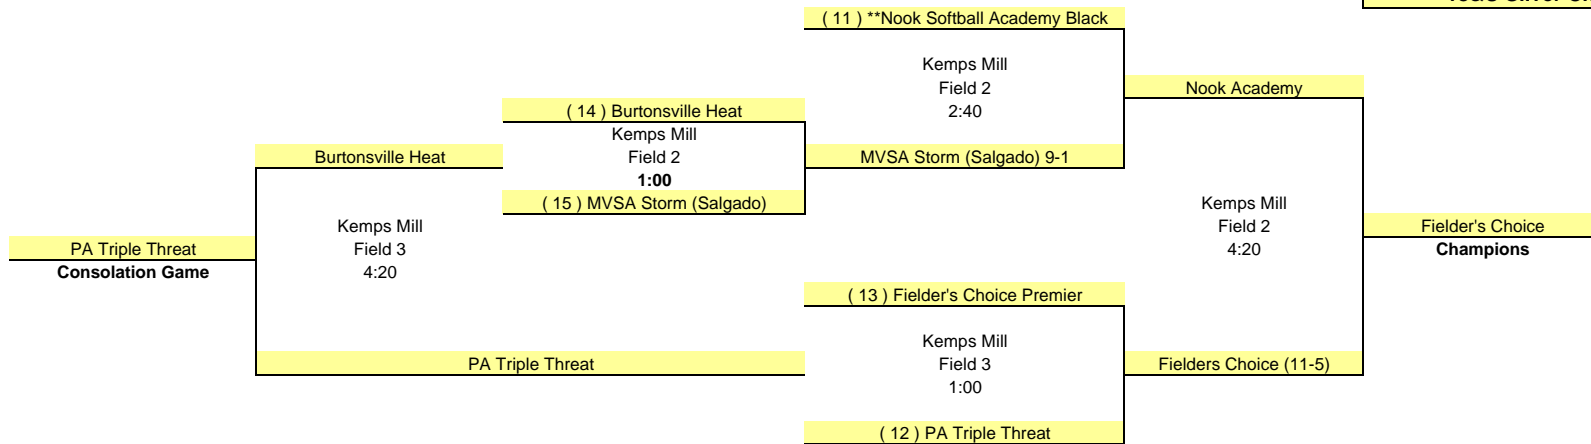 ( 11 ) **Nook Softball Academy Black
Kemps Mill
Field 2
2:40
Nook Academy
( 14 ) Burtonsville Heat
Kemps Mill
Field 2
1:00
Burtonsville Heat
MVSA Storm (Salgado) 9-1
( 15 ) MVSA Storm (Salgado)
Kemps Mill
Field 3
4:20
Kemps Mill
Field 2
4:20
PA Triple Threat
Consolation Game
Fielder's Choice
Champions
( 13 ) Fielder's Choice Premier
Kemps Mill
Field 3
1:00
PA Triple Threat
Fielders Choice (11-5)
( 12 ) PA Triple Threat